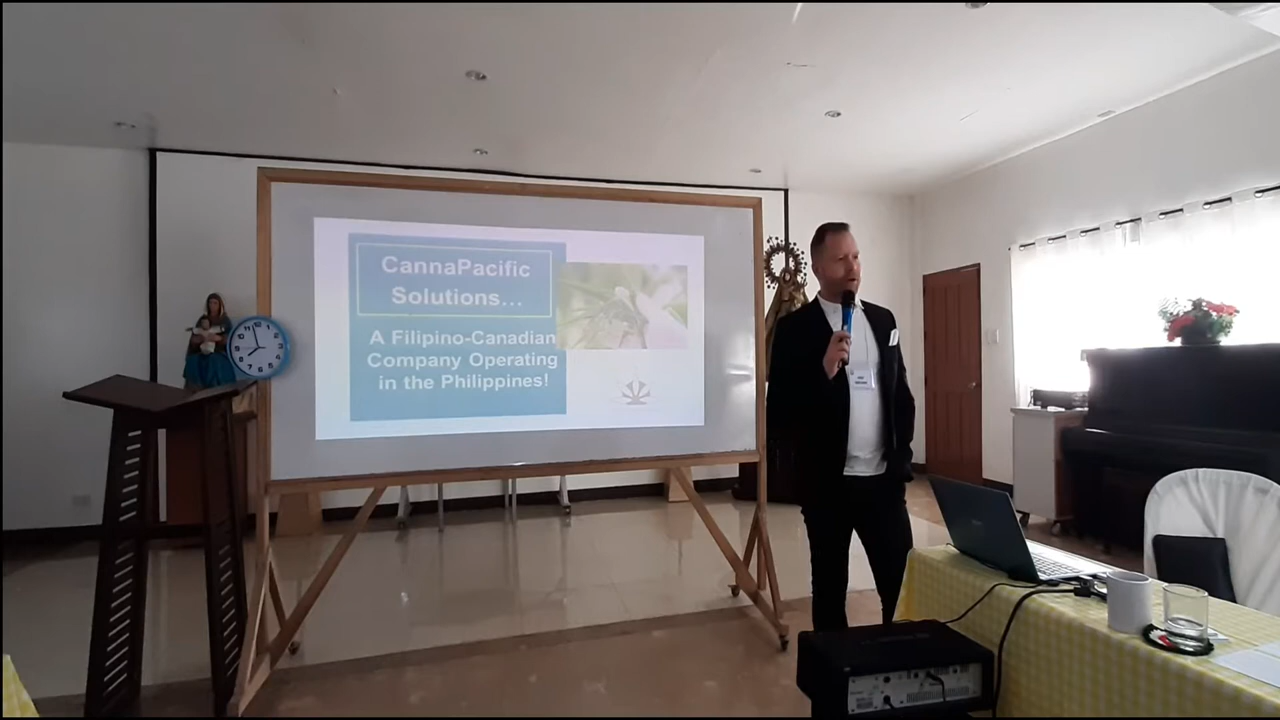 CannaPacific
Solutions...
A Filipino-Canadian
Company Operating
in the Philippines!